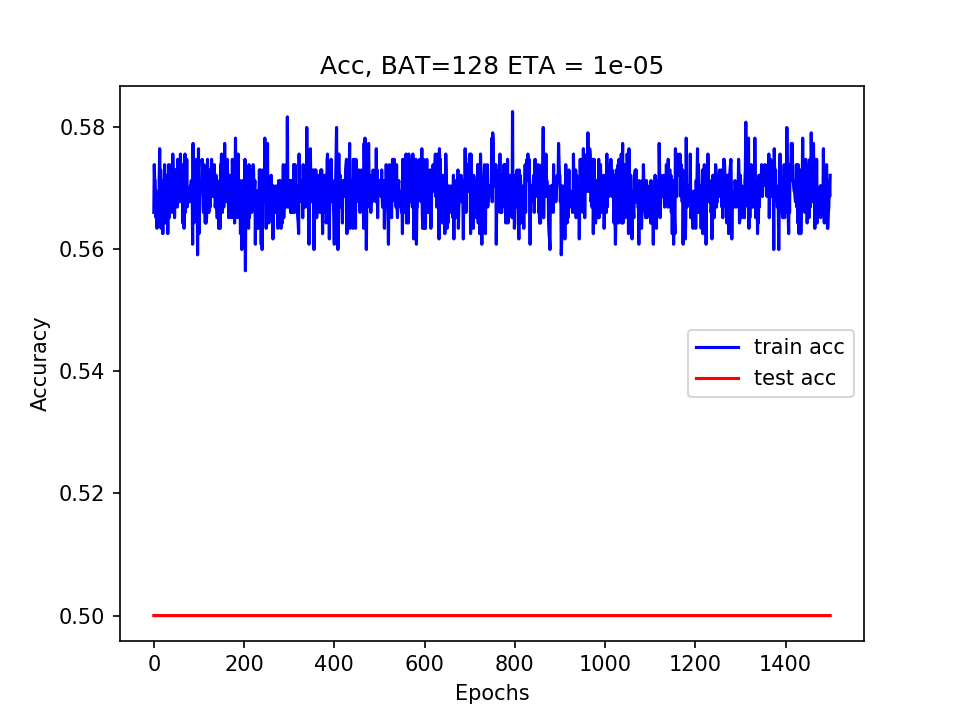 Acc, BAT=128 ETA = 1e-05
Accuracy
0.58
0.56
0.54
0.52
0.50
train acc
test acc
0 200 400 600 800 1000 1200 1400
Epochs